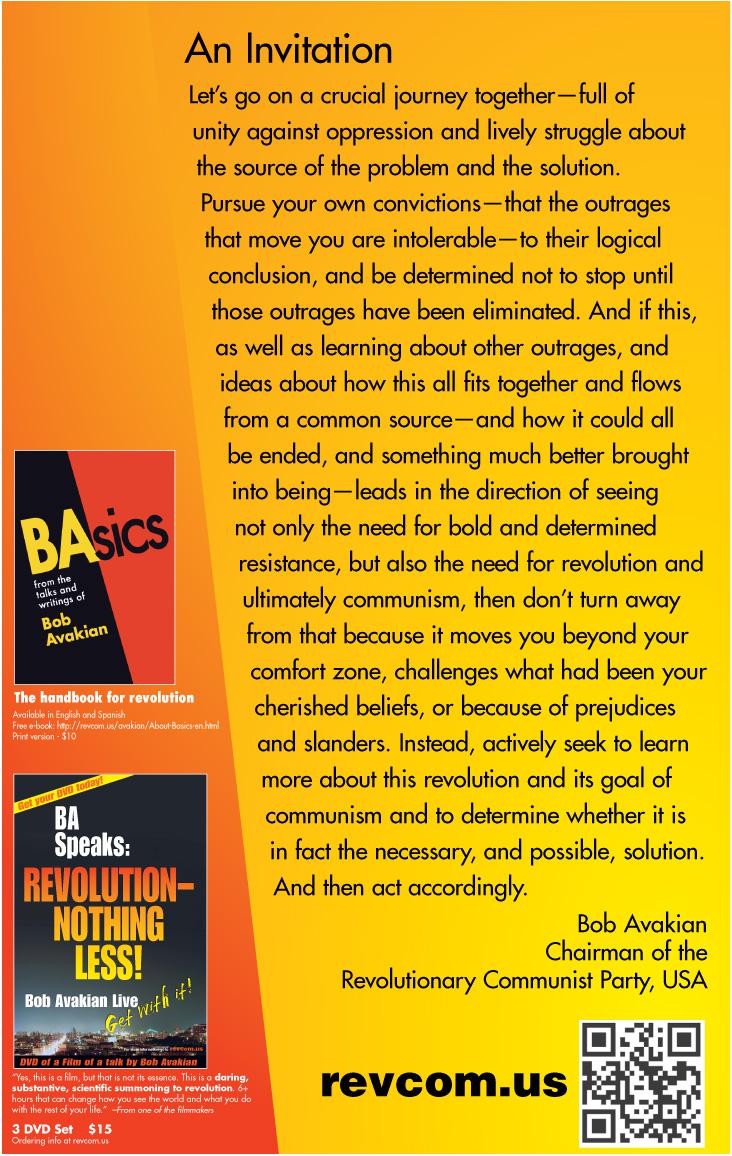 An Invitation
Let's go on a crucial journey together—full of
unity against oppression and lively struggle about
the source of the problem and the solution.
Pursue your own convictions—that the outrages
that move you are intolerable—to their logical
conclusion, and be determined not to stop until
those outrages have been eliminated. And if this,
as well as learning about other outrages, and
ideas about how this all fits together and flows
from a common source—and how it could all
be ended, and something much better brought
into being—leads in the direction of seeing
not only the need for bold and determined
resistance, but also the need for revolution and
ultimately communism, then don't turn away
from that because it moves you beyond your
comfort zone, challenges what had been your
cherished beliefs, or because of prejudices
and slanders. Instead, actively seek to learn
more about this revolution and its goal of
communism and to determine whether it is
in fact the necessary, and possible, solution.
And then act accordingly.
Bob Avakian
Chairman of the
Revolutionary Communist Party, USA
revcom.us
BAsics
from the
talks and
writings of
Bob
Avakian
The handbook for revolution
Available in English and Spanish
Free e-book: http://revcom.us/avakian/About-Basics-en.html
Print version - $10
Get your DVD today!
BA
Speaks:
REVOLUTION—
NOTHING
LESS!
Bob Avakian Live
Get with it!
revcom.us
DVD of a Film of a talk by Bob Avakian
"Yes, this is a film, but that is not its essence. This is a daring,
substantive, scientific summoning to revolution. 6+
hours that can change how you see the world and what you do
with the rest of your life." —From one of the filmmakers
3 DVD Set $15
Ordering info at revcom.us